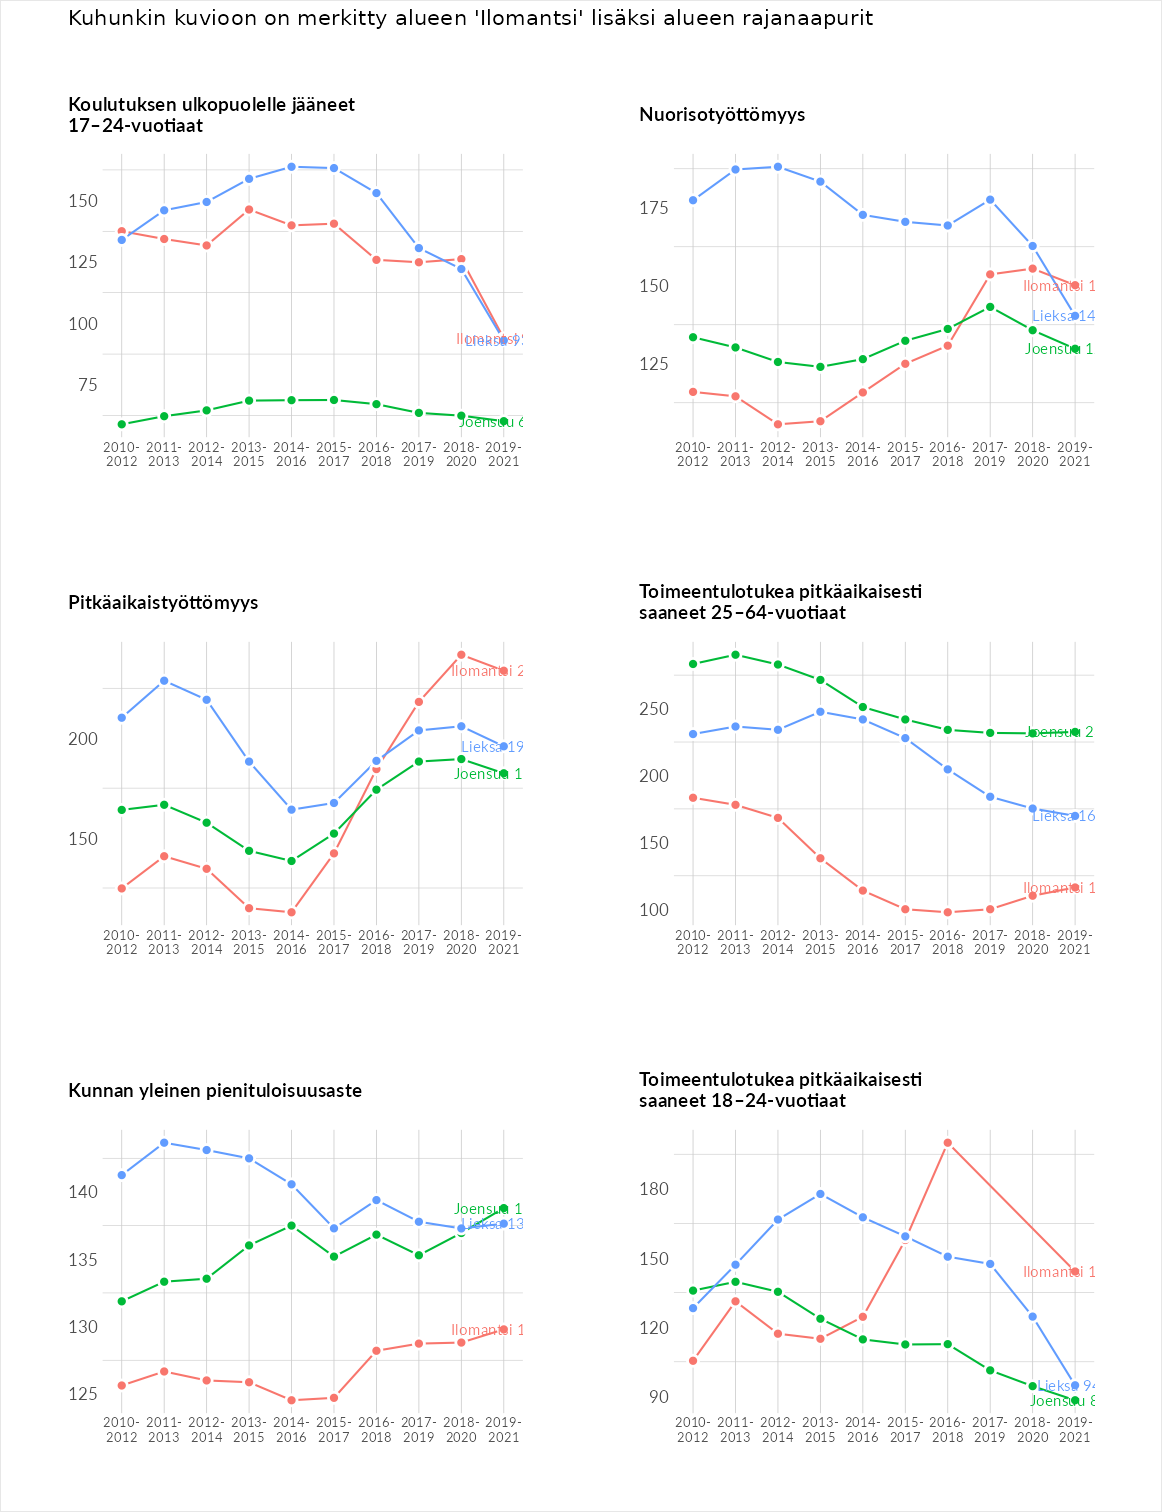 Kuhunkin kuvioon on merkitty alueen 'Ilomantsi' lisäksi alueen rajanaapurit
Koulutuksen ulkopuolelle jääneet
17–24-vuotiaat
150
125
100
75
Ilomantsi
Lieksa
Joensuu 6
2010- 2011- 2012- 2013- 2014- 2015- 2016- 2017- 2018- 2019-
2012 2013 2014 2015 2016 2017 2018 2019 2020 2021
Nuorisotyöttömyys
175
150
125
Ilomantsi 1
Lieksa 14
Joensuu 1
2010- 2011- 2012- 2013- 2014- 2015- 2016- 2017- 2018- 2019-
2012 2013 2014 2015 2016 2017 2018 2019 2020 2021
Pitkäaikaistyöttömyys
200
150
Ilomantsi 2
Lieksa 19
Joensuu 1
2010- 2011- 2012- 2013- 2014- 2015- 2016- 2017- 2018- 2019-
2012 2013 2014 2015 2016 2017 2018 2019 2020 2021
Toimeentulotukea pitkäaikaisesti
saaneet 25–64-vuotiaat
250
200
150
100
Joensuu 2
Lieksa 16
Ilomantsi 1
2010- 2011- 2012- 2013- 2014- 2015- 2016- 2017- 2018- 2019-
2012 2013 2014 2015 2016 2017 2018 2019 2020 2021
Kunnan yleinen pienituloisuusaste
140
135
130
125
Joensuu 1
Lieksa 13
Ilomantsi 1
2010- 2011- 2012- 2013- 2014- 2015- 2016- 2017- 2018- 2019-
2012 2013 2014 2015 2016 2017 2018 2019 2020 2021
Toimeentulotukea pitkäaikaisesti
saaneet 18–24-vuotiaat
180
150
120
90
Ilomantsi 1
Lieksa 94
Joensuu 8
2010- 2011- 2012- 2013- 2014- 2015- 2016- 2017- 2018- 2019-
2012 2013 2014 2015 2016 2017 2018 2019 2020 2021